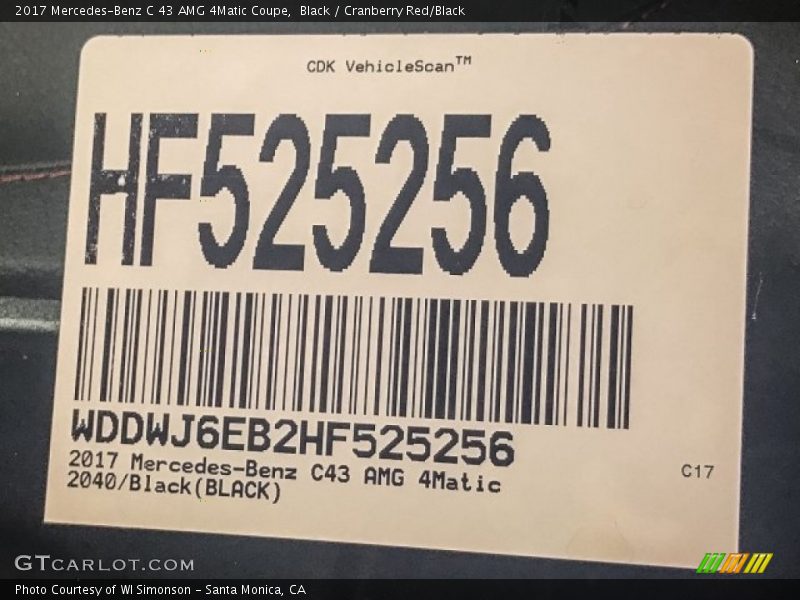 2017 Mercedes-Benz C 43 AMG 4Matic Coupe,  Black / Cranberry Red/Black
CDK VehicleScan™
HF525256
WDDWJ6EB2HF525256
2017 Mercedes-Benz C43 AMG 4Matic
2040/Black(BLACK)
C17
GTCARLOT.COM
Photo Courtesy of WI Simonson - Santa Monica, CA